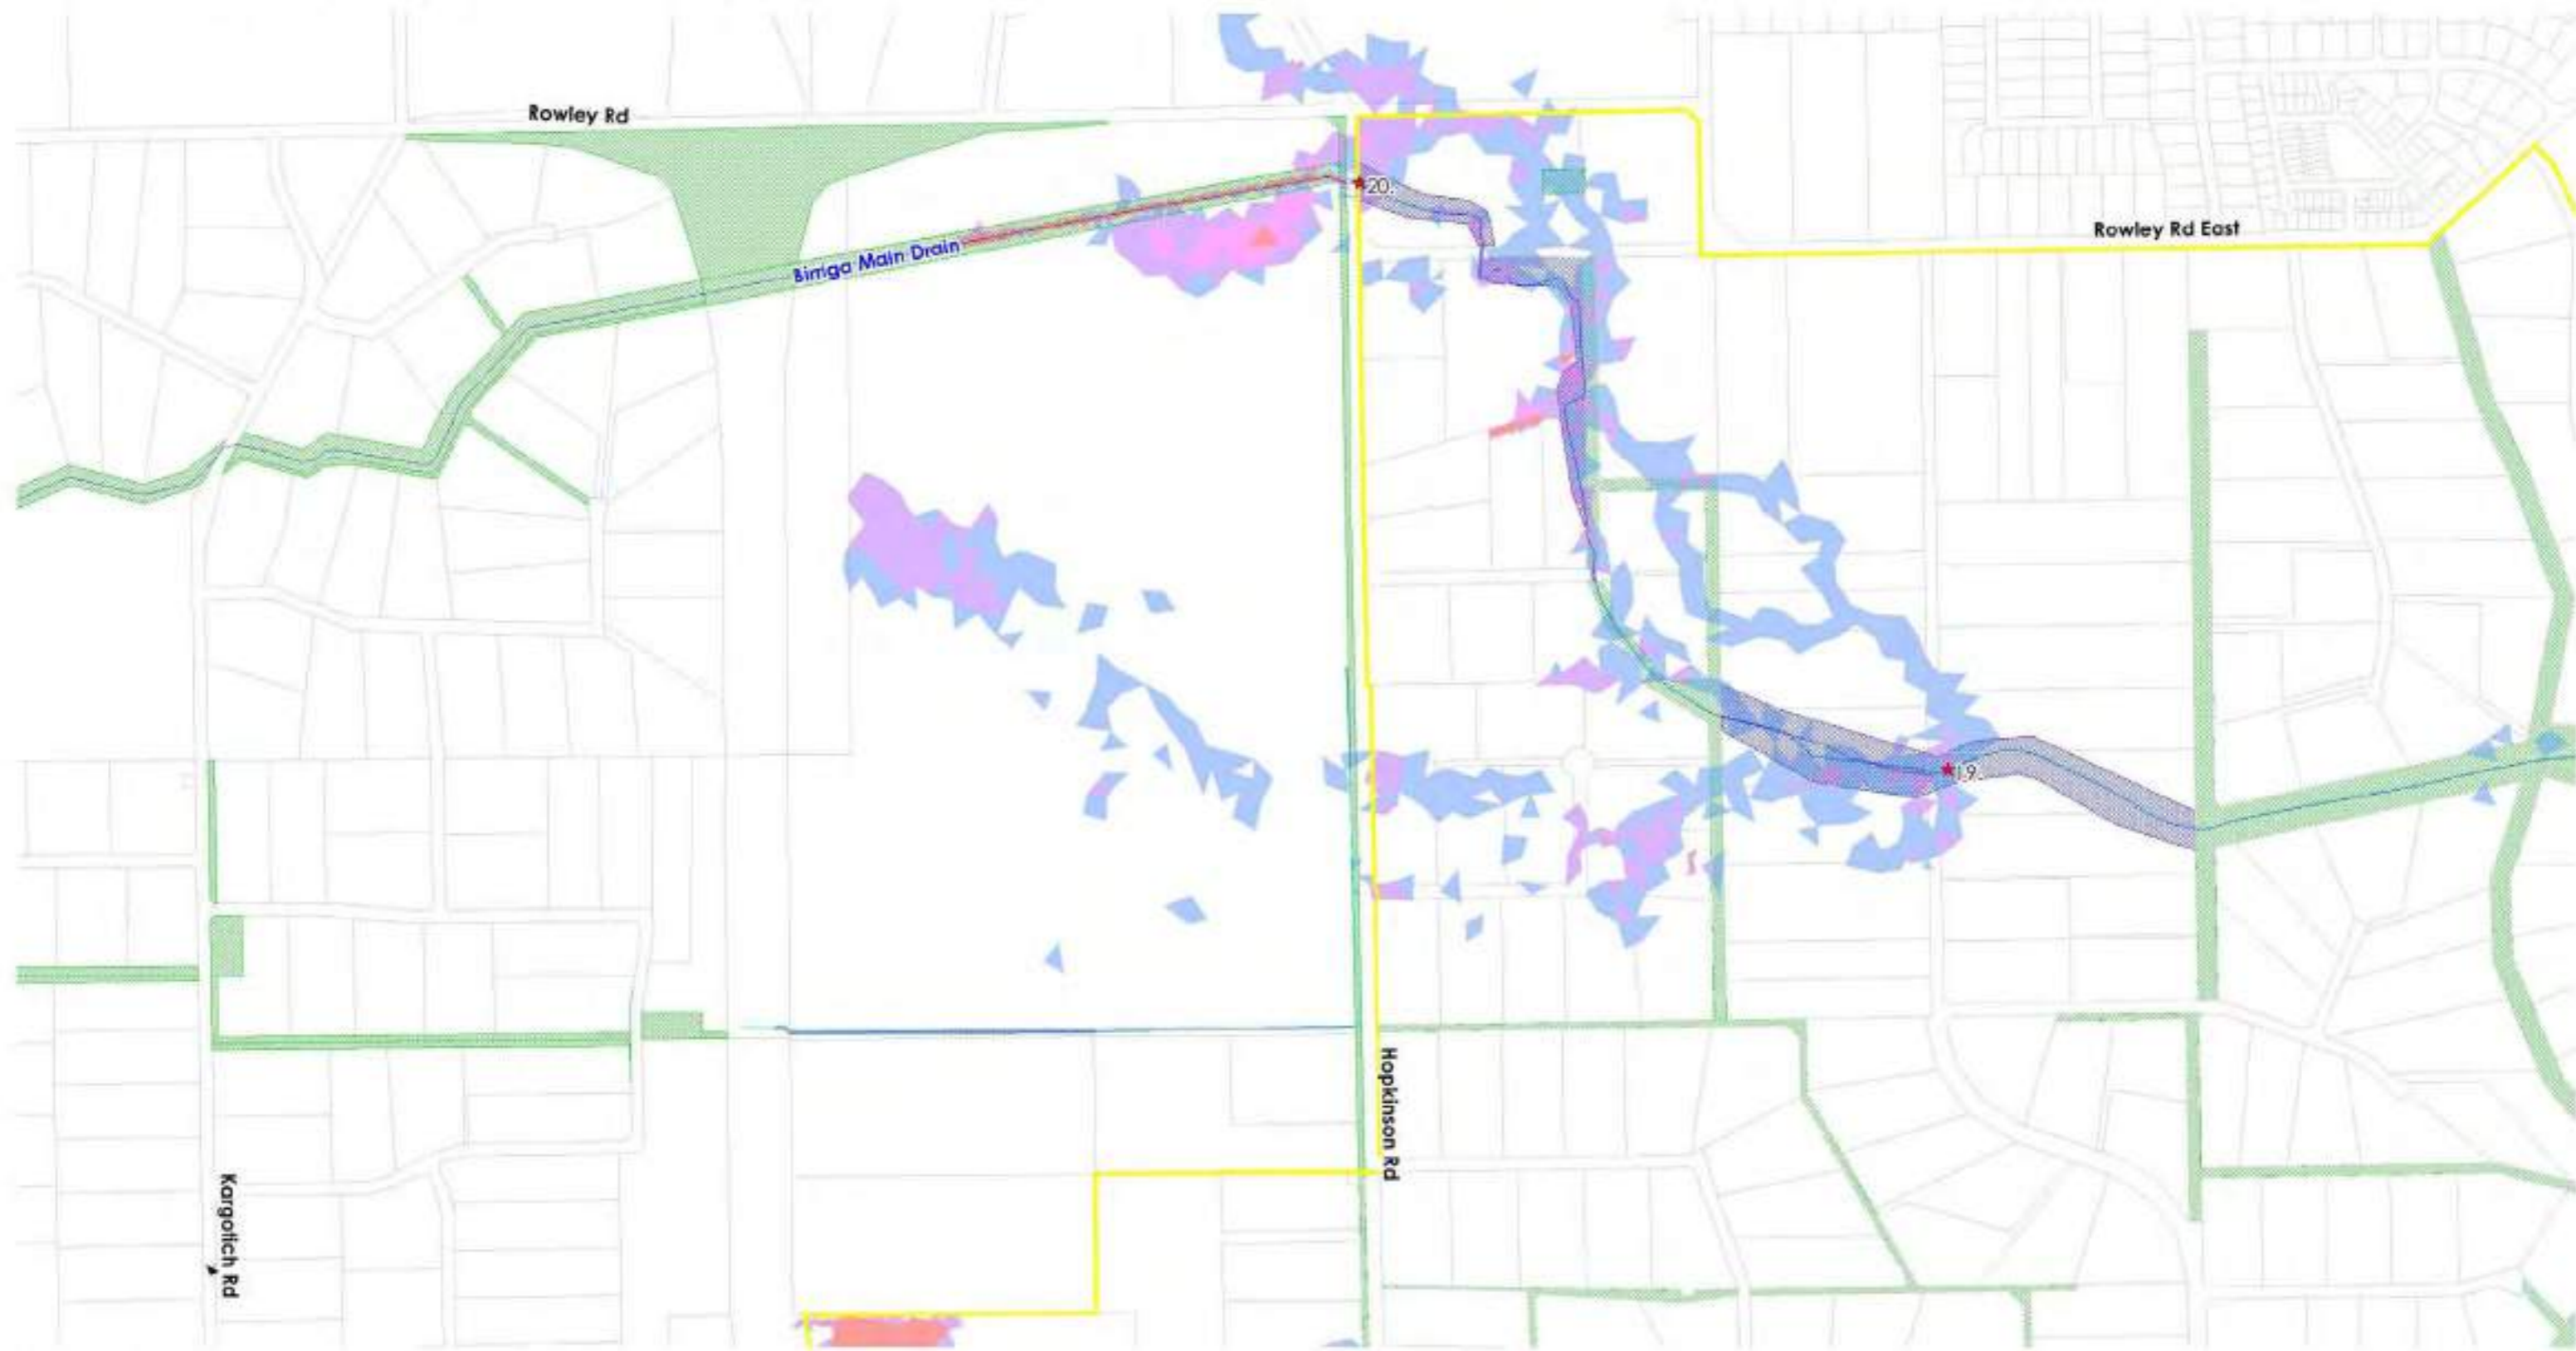 Rowley Rd
20.
Rowley Rd East
Birriga Main Drain
19.
Hopkinson Rd
Kargotich Rd